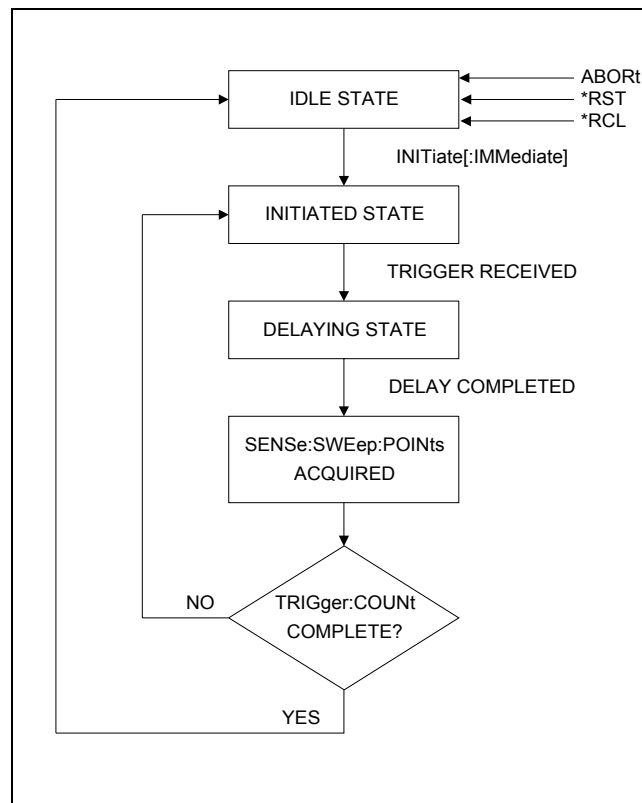 ABORt
IDLE STATE
*RST
*RCL
INITiate[:IMMediate]
INITIATED STATE
TRIGGER RECEIVED
DELAYING STATE
DELAY COMPLETED
SENSe:SWEep:POINts
ACQUIRED
NO
TRIGger:COUNt
COMPLETE?
YES